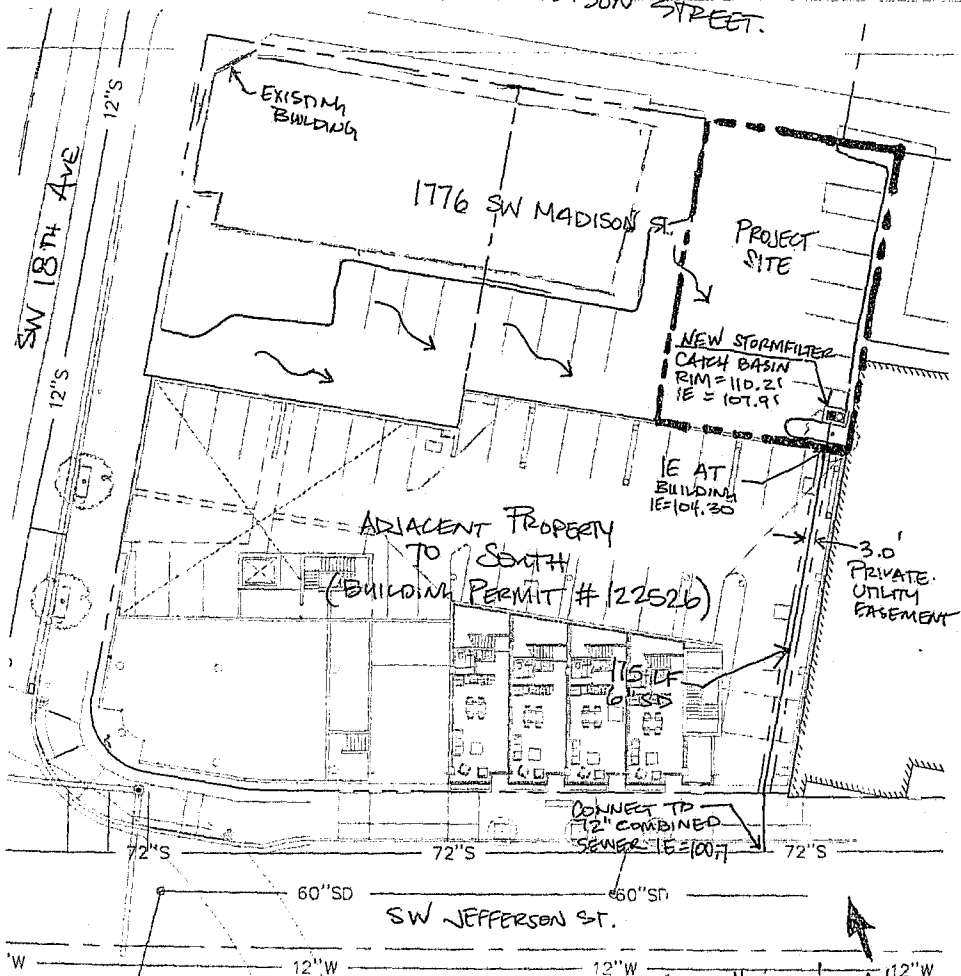 STREET.
EXISTING
BUILDING
12"S
SW 18TH AVE
12"S
1776 SW MADISON ST.
PROJECT
SITE
NEW STORMFILTER
CATCH BASIN
RIM=110.21
IE=107.91
IE AT
BUILDING
IE=104.30
ADJACENT PROPERTY
TO SOUTH
(BUILDING PERMIT #122526)
3.0'
PRIVATE
UTILITY
EASEMENT
175 LF
6" SD
CONNECT TO
72" COMBINED
SEWER IE=100.7
72"S
72"S
72"S
60"SD
60"SD
SW JEFFERSON ST.
"W
12"W
12"W
12"W